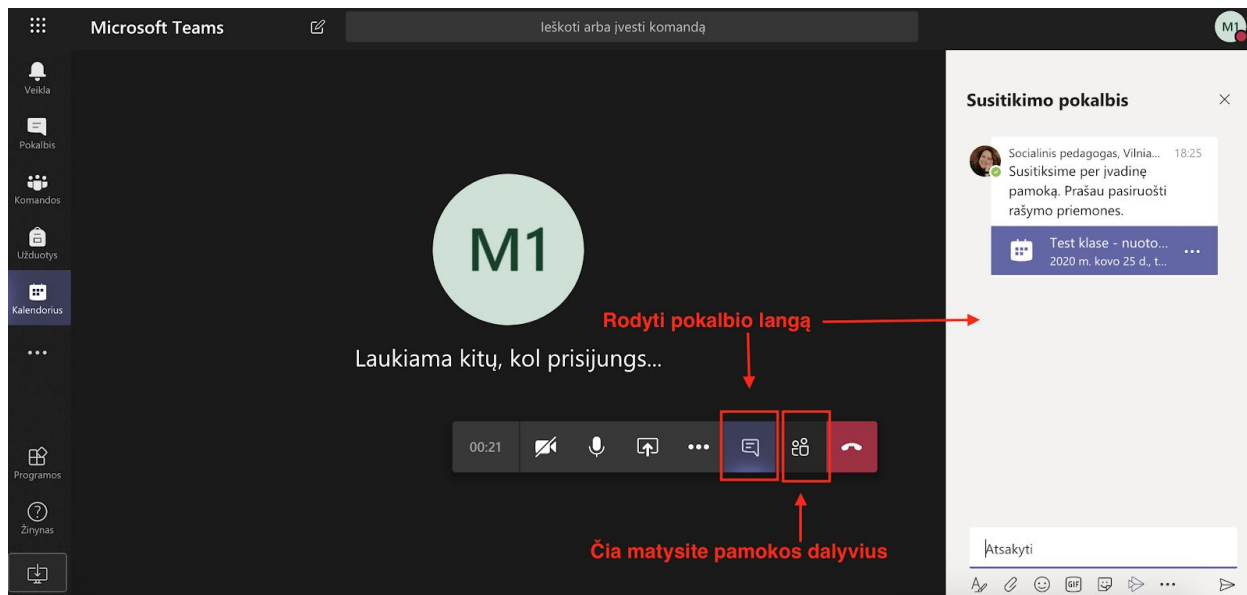 Microsoft Teams
Ieškoti arba įvesti komandą
M1
Veikla
Pokalbis
Komandos
Užduotys
Kalendorius
Programos
Žinynas
M1
Laukiama kitų, kol prisijungs...
Rodyti pokalbio langą
00:21
Čia matysite pamokos dalyvius
Susitikimo pokalbis
Socialinis pedagogas, Vilnia... 18:25
Susitiksime per įvadinę
pamoką. Prašau pasiruošti
rašymo priemones.
Test klase - nuoto...
2020 m. kovo 25 d., t...
Atsakyti
GIF